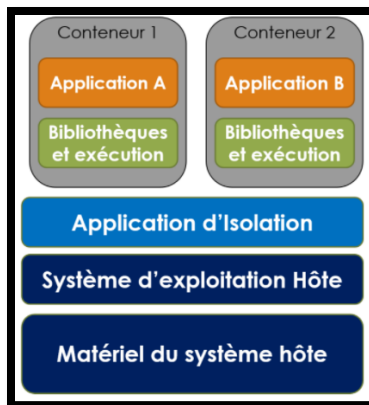 Conteneur 1
Conteneur 2
Application A
Application B
Bibliothèques
et exécution
Bibliothèques
et exécution
Application d'Isolation
Système d'exploitation Hôte
Matériel du système hôte